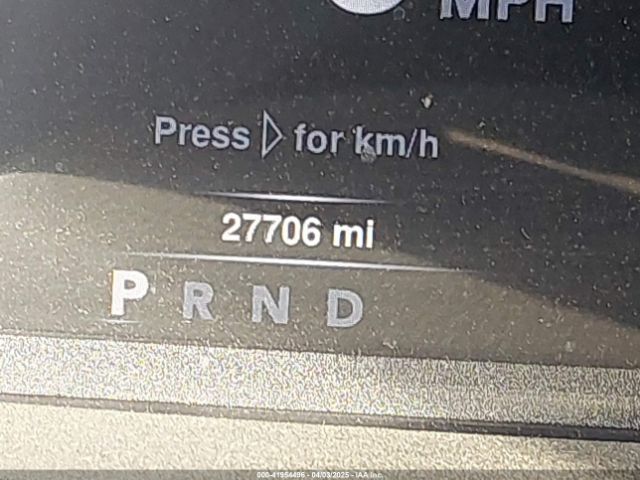 MPH
Press ▷ for km/h
27706 mi
P R N D
000-41954496 - 04/03/2025 - IAA Inc.